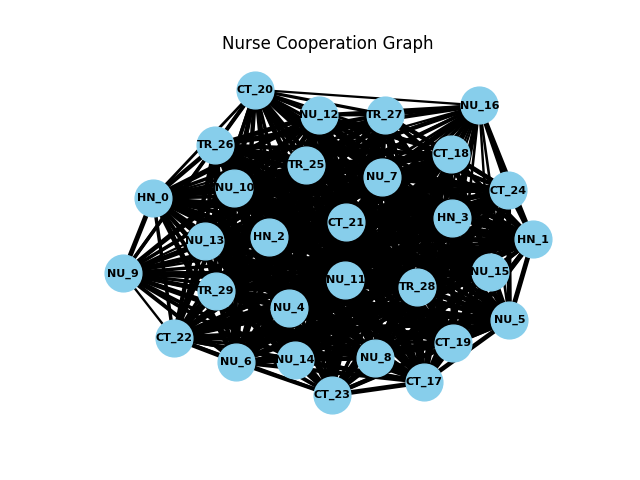 Nurse Cooperation Graph
CT_20
NU_16
NU_12
TR_27
TR_26
CT_18
TR_25
NU_7
NU_10
CT_24
HN_0
HN_3
CT_21
HN_2
HN_1
NU_13
NU_9
NU_15
NU_11
TR_28
TR_29
NU_4
NU_5
CT_22
CT_19
NU_8
NU_14
NU_6
CT_17
CT_23